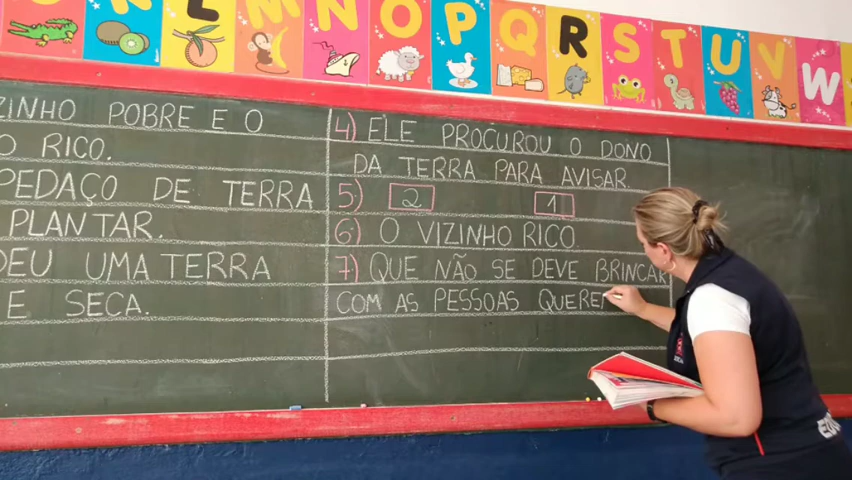 K L M N O P Q R S T U V W
ZINHO POBRE E O
O RICO.
PEDAÇO DE TERRA
PLANTAR.
DEU UMA TERRA
E SECA.
4) ELE PROCUROU O DONO
DA TERRA PARA AVISAR.
5) 2 1
6) O VIZINHO RICO.
7) QUE NÃO SE DEVE BRINCAR
COM AS PESSOAS QUEREN